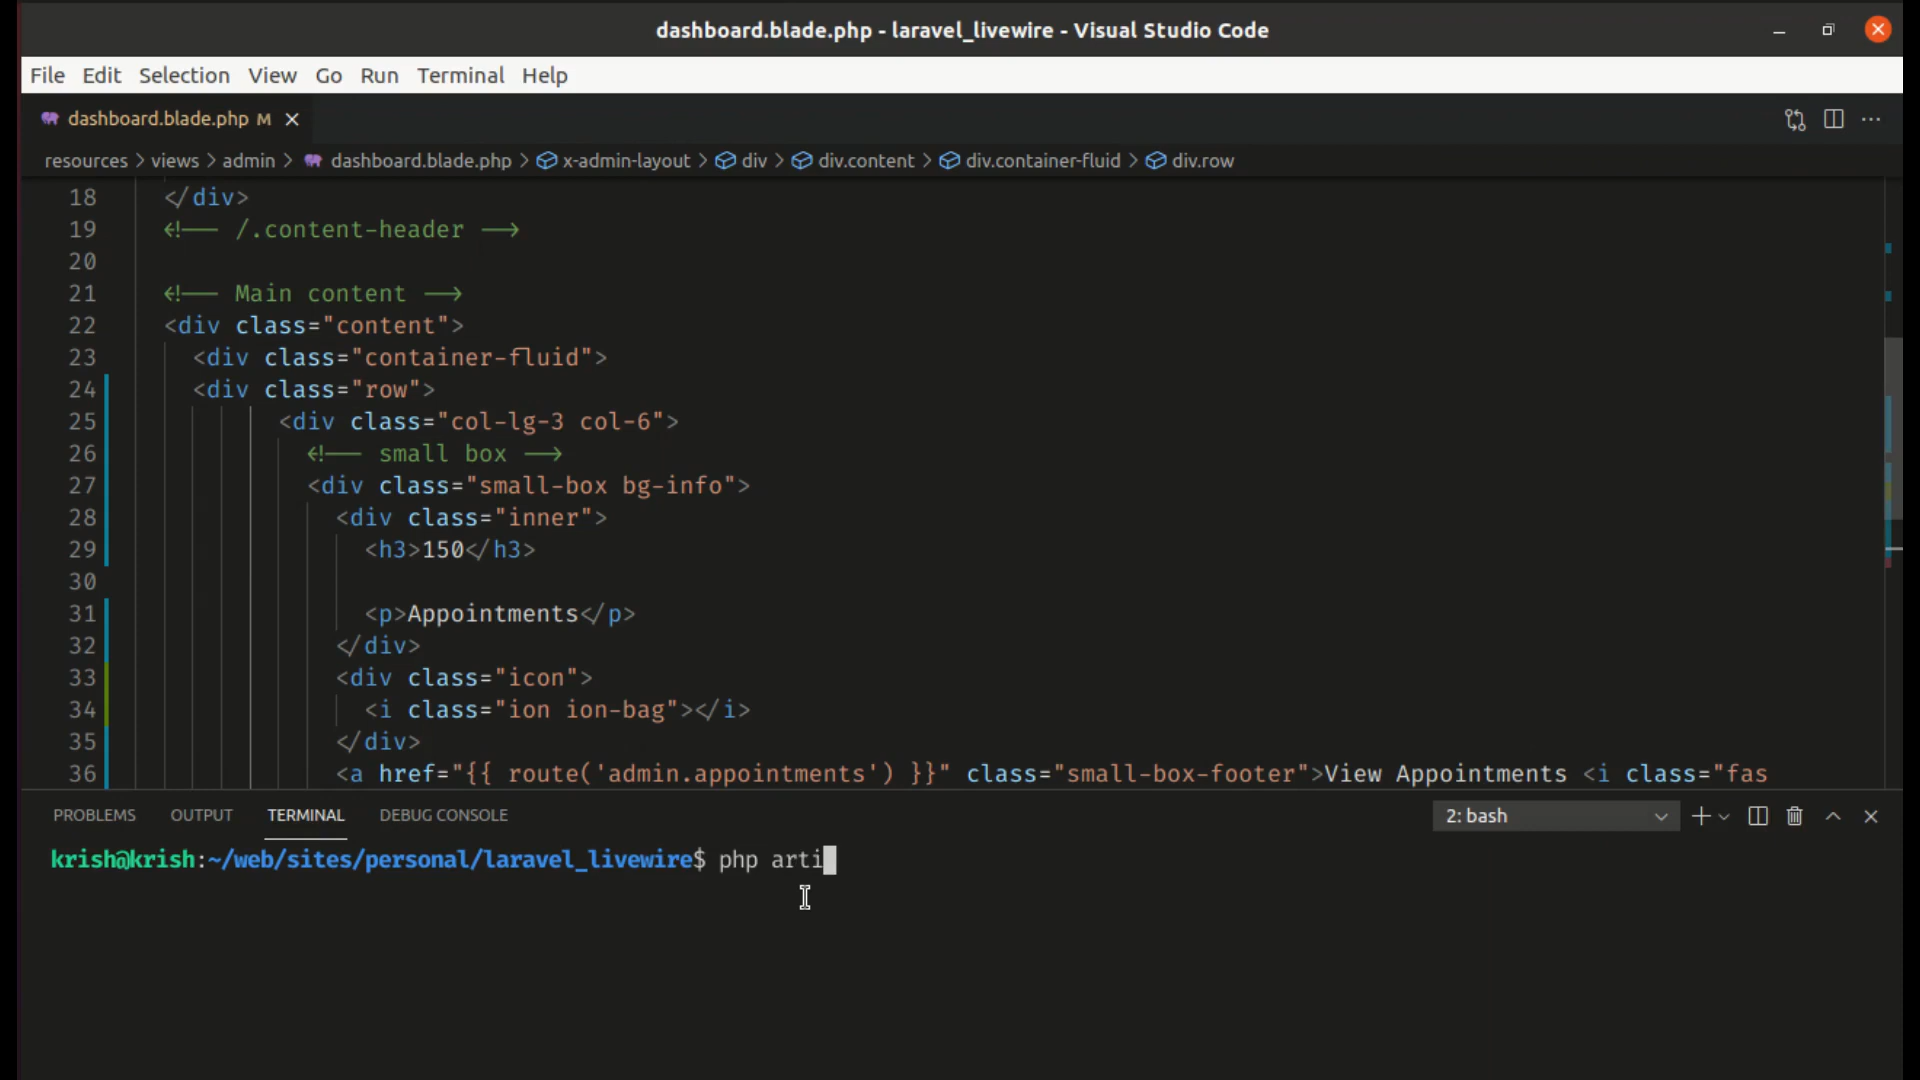 dashboard.blade.php - laravel_livewire - Visual Studio Code
File Edit Selection View Go Run Terminal Help
dashboard.blade.php M
resources > views > admin > dashboard.blade.php > x-admin-layout > div > div.content > div.container-fluid > div.row
18 </div>
19 <!-- /.content-header -->
20
21 <!-- Main content -->
22 <div class="content">
23 <div class="container-fluid">
24 <div class="row">
25 <div class="col-lg-3 col-6">
26 <!-- small box -->
27 <div class="small-box bg-info">
28 <div class="inner">
29 <h3>150</h3>
30
31 <p>Appointments</p>
32 </div>
33 <div class="icon">
34 <i class="ion ion-bag"></i>
35 </div>
36 <a href="{{ route('admin.appointments') }}" class="small-box-footer">View Appointments <i class="fas
PROBLEMS OUTPUT TERMINAL DEBUG CONSOLE 2: bash
krish@krish:~/web/sites/personal/laravel_livewire$ php arti